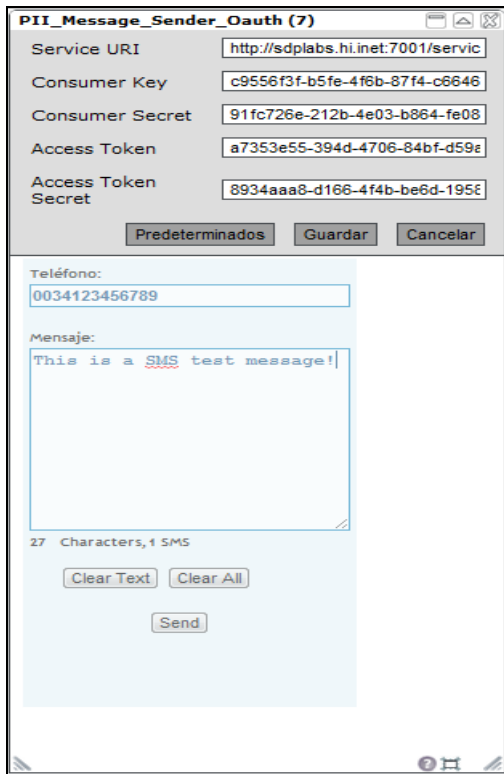 PII_Message_Sender_Oauth (7)
Service URI http://sdplabs.hi.inet:7001/servic
Consumer Key c9556f3f-b5fe-4f6b-87f4-c6646
Consumer Secret 91fc726e-212b-4e03-b864-fe08
Access Token a7353e55-394d-4706-84bf-d59a
Access Token
Secret 8934aaa8-d166-4f4b-be6d-1958
Predeterminados Guardar Cancelar
Teléfono:
0034123456789
Mensaje:
This is a SMS test message!
27 Characters, 1 SMS
Clear Text Clear All
Send